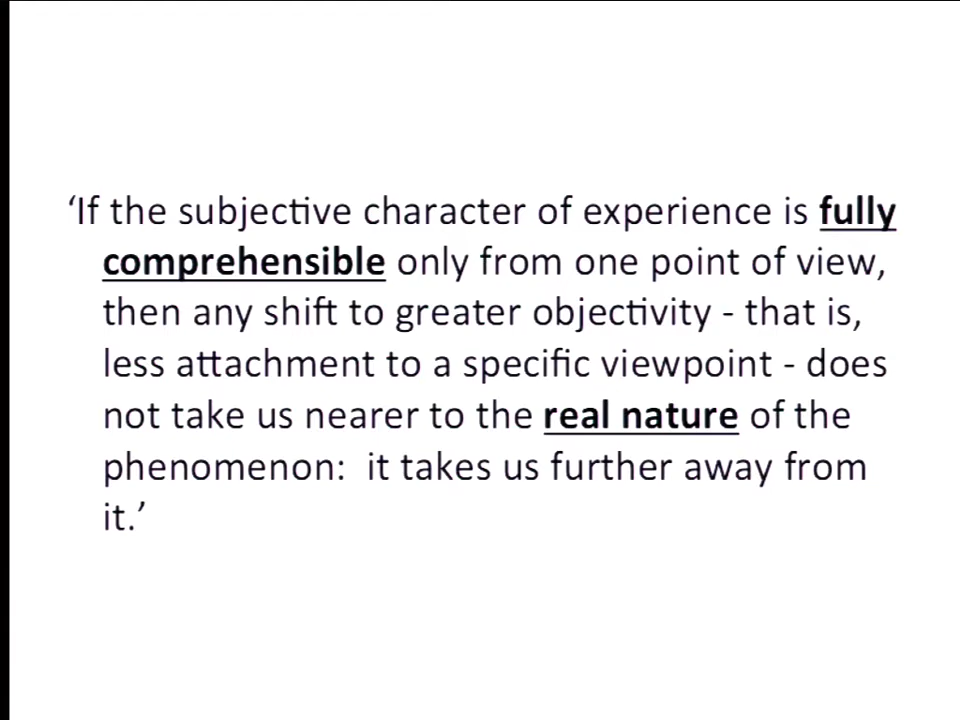 ‘If the subjective character of experience is fully
comprehensible only from one point of view,
then any shift to greater objectivity - that is,
less attachment to a specific viewpoint - does
not take us nearer to the real nature of the
phenomenon:  it takes us further away from
it.’